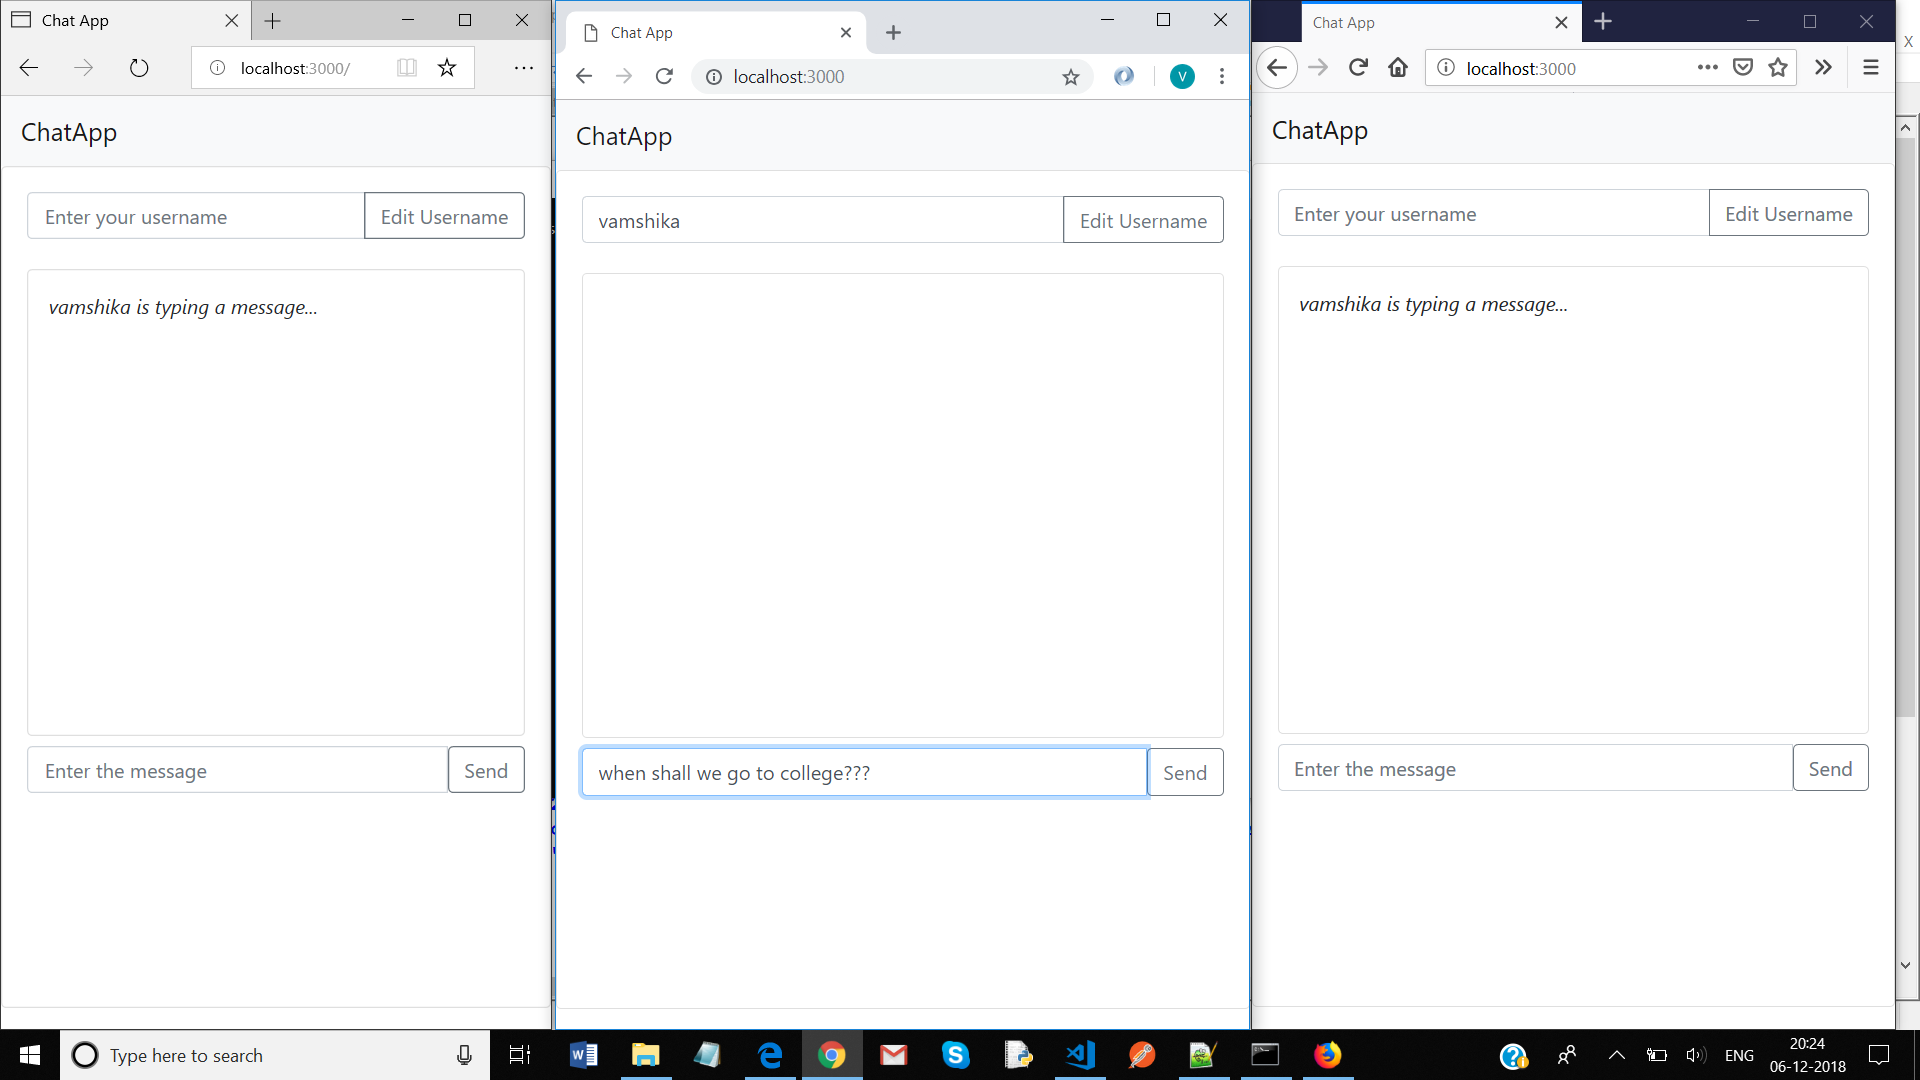 Chat App
localhost:3000/
ChatApp
Enter your username
Edit Username
vamshika is typing a message...
Enter the message
Send
Chat App
localhost:3000
V
ChatApp
vamshika
Edit Username
when shall we go to college???
Send
Chat App
localhost:3000
ChatApp
Enter your username
Edit Username
vamshika is typing a message...
Enter the message
Send
X
Type here to search
ENG
20:24
06-12-2018